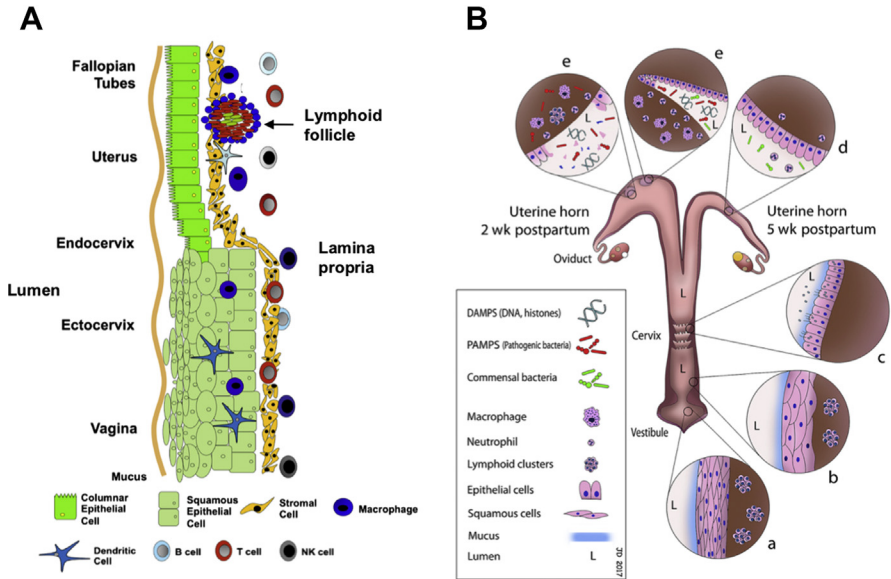 A
Fallopian
Tubes
Lymphoid
follicle
Uterus
Endocervix
Lamina
propria
Lumen
Ectocervix
Vagina
Mucus
Columnar
Epithelial
Cell
Squamous
Epithelial
Cell
Stromal
Cell
Macrophage
Dendritic
Cell
B cell
T cell
NK cell
B
e
e
d
L
L
L
Uterine horn
2 wk postpartum
Uterine horn
5 wk postpartum
Oviduct
L
L
c
Cervix
L
L
b
Vestibule
L
a
DAMPS (DNA, histones)
PAMPS (Pathogenic bacteria)
Commensal bacteria
Macrophage
Neutrophil
Lymphoid clusters
Epithelial cells
Squamous cells
Mucus
Lumen L
JD 2017